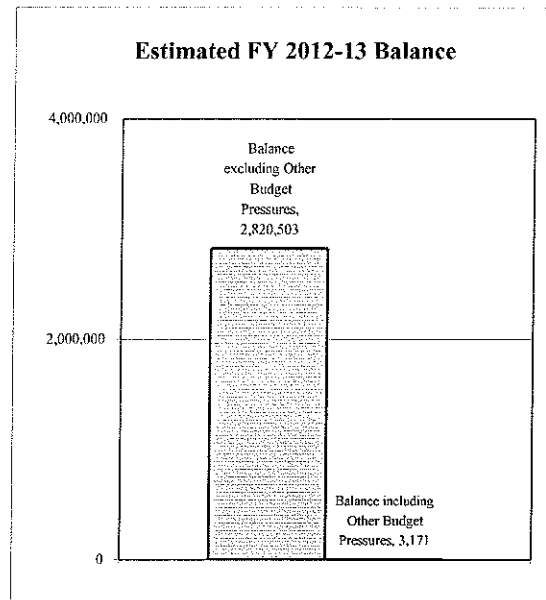 Estimated FY 2012-13 Balance
4,000,000
Balance
excluding Other
Budget
Pressures,
2,820,503
2,000,000
Balance including
Other Budget
Pressures, 3,171
0